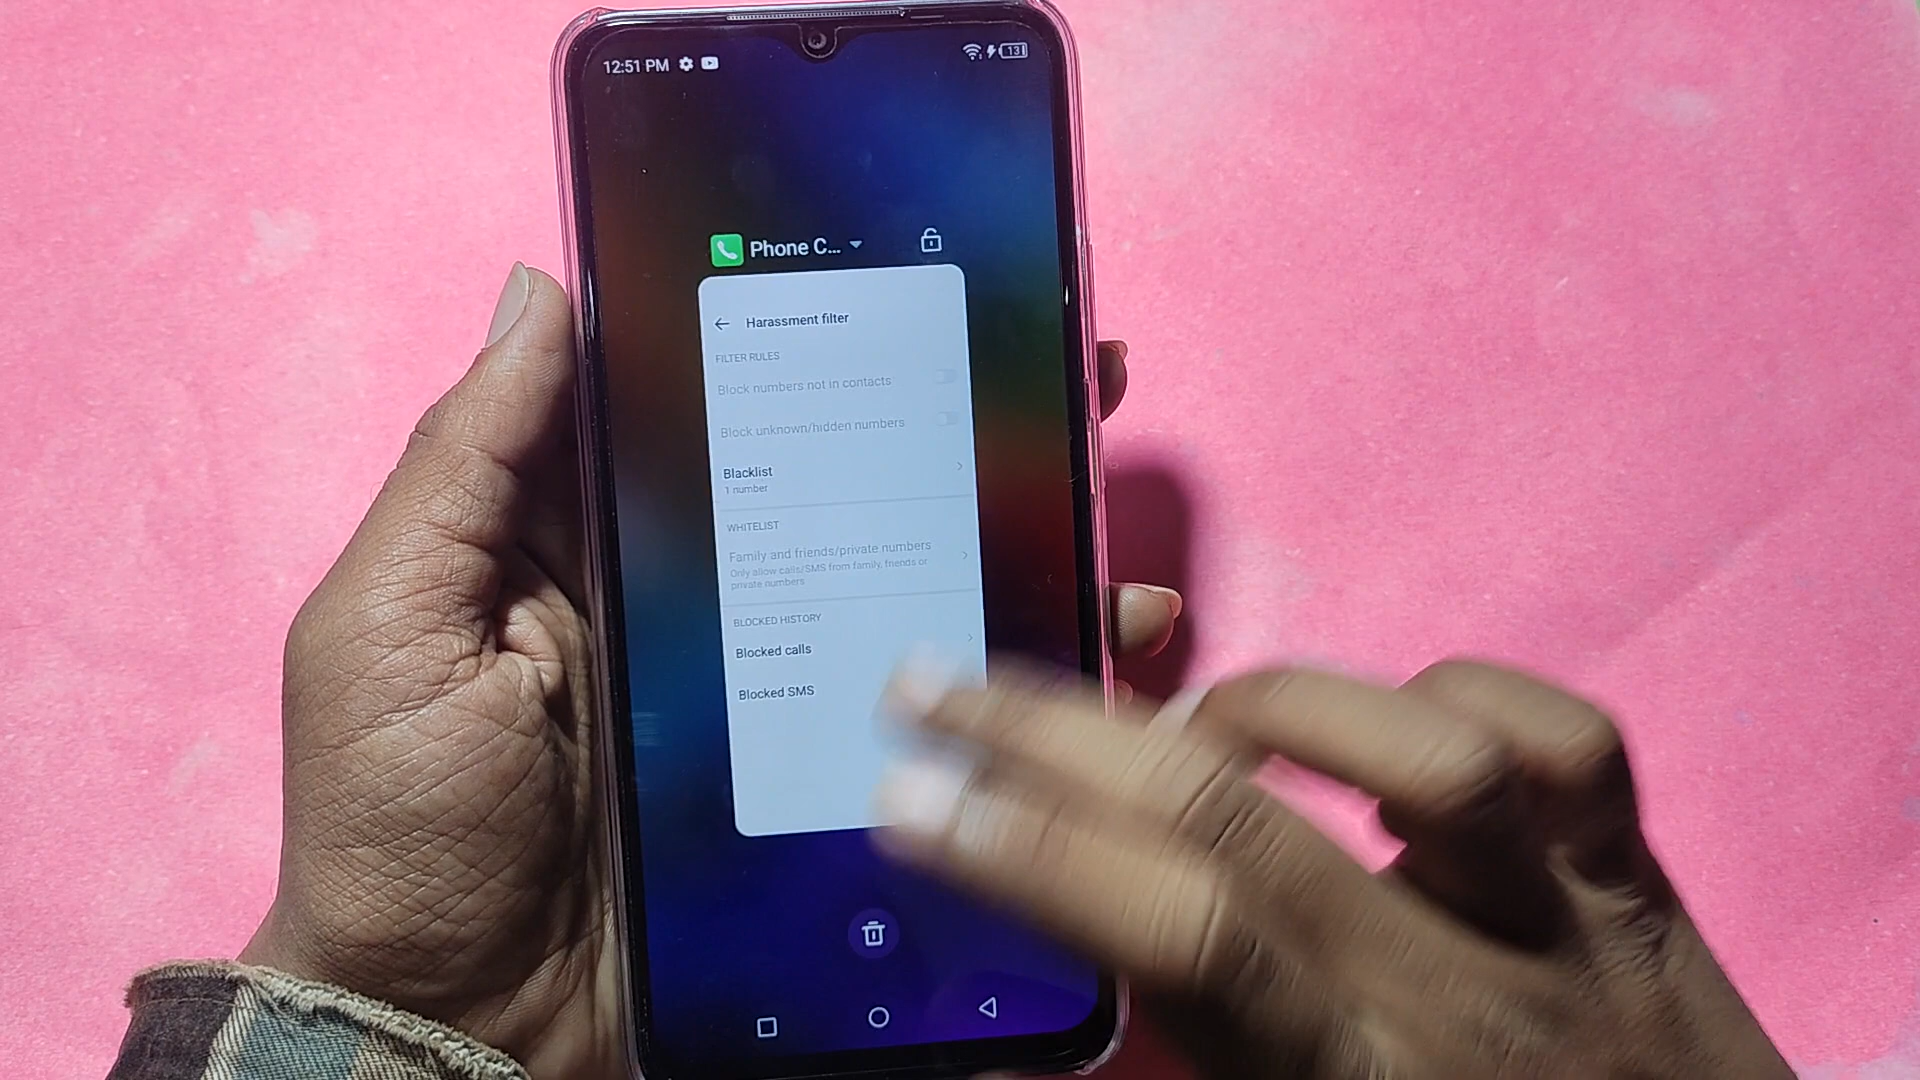 12:51 PM
13
Phone C...
Harassment filter
FILTER RULES
Block numbers not in contacts
Block unknown/hidden numbers
Blacklist
1 number
WHITELIST
Family and friends/private numbers
Only allow calls/SMS from family, friends or
private numbers
BLOCKED HISTORY
Blocked calls
Blocked SMS